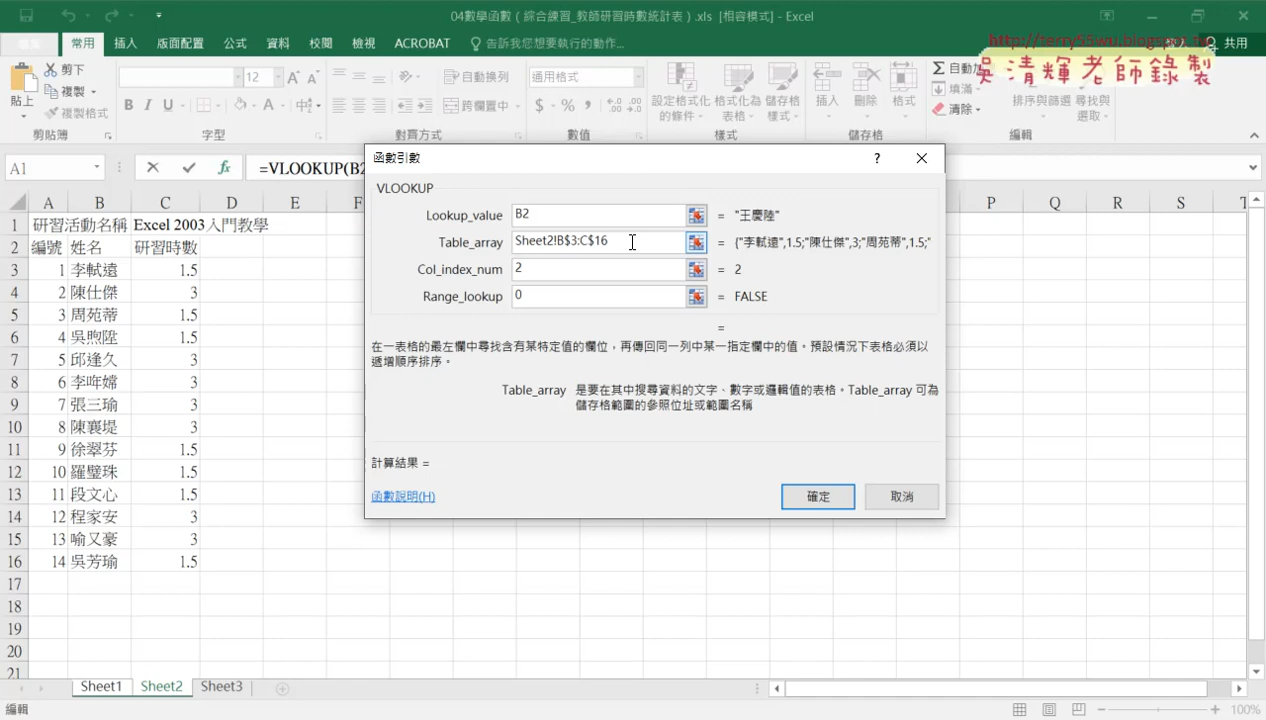 04數學函數（綜合練習_教師研習時數統計表）.xls [相容模式] - Excel
http://terry55wu.blogspot.tw
吳清輝老師錄製
常用 插入 版面配置 公式 資料 校閱 檢視 ACROBAT 告訴我您想要執行的動作... 共用
貼上 剪下 複製 複製格式 剪貼簿
12 字型
自動換列 跨欄置中 對齊方式
通用格式 數值
設定格式化的條件 格式化為表格 儲存格樣式 樣式
插入 刪除 格式 儲存格
自動加 填滿 清除 排序與篩選 尋找與選取 編輯
A1 =VLOOKUP(B2
A B C D E F P Q R S T
1 研習活動名稱 Excel 2003入門教學
2 編號 姓名 研習時數
3 1 李軾遠 1.5
4 2 陳仕傑 3
5 3 周苑蒂 1.5
6 4 吳煦陞 1.5
7 5 邱逢久 3
8 6 李哖嫦 3
9 7 張三瑜 3
10 8 陳襄堤 3
11 9 徐翠芬 1.5
12 10 羅璧珠 1.5
13 11 段文心 1.5
14 12 程家安 3
15 13 喻又豪 3
16 14 吳芳瑜 1.5
17
18
19
20
21
函數引數 ?
VLOOKUP
Lookup_value B2 = "王慶陸"
Table_array Sheet2!B$3:C$16 = {"李軾遠",1.5;"陳仕傑",3;"周苑蒂",1.5;"
Col_index_num 2 = 2
Range_lookup 0 = FALSE
=
在一表格的最左欄中尋找含有某特定值的欄位，再傳回同一列中某一指定欄中的值。預設情況下表格必須以
遞增順序排序。
Table_array 是要在其中搜尋資料的文字、數字或邏輯值的表格。Table_array 可為
儲存格範圍的參照位址或範圍名稱
計算結果 =
函數說明(H) 確定 取消
Sheet1 Sheet2 Sheet3
編輯 100%